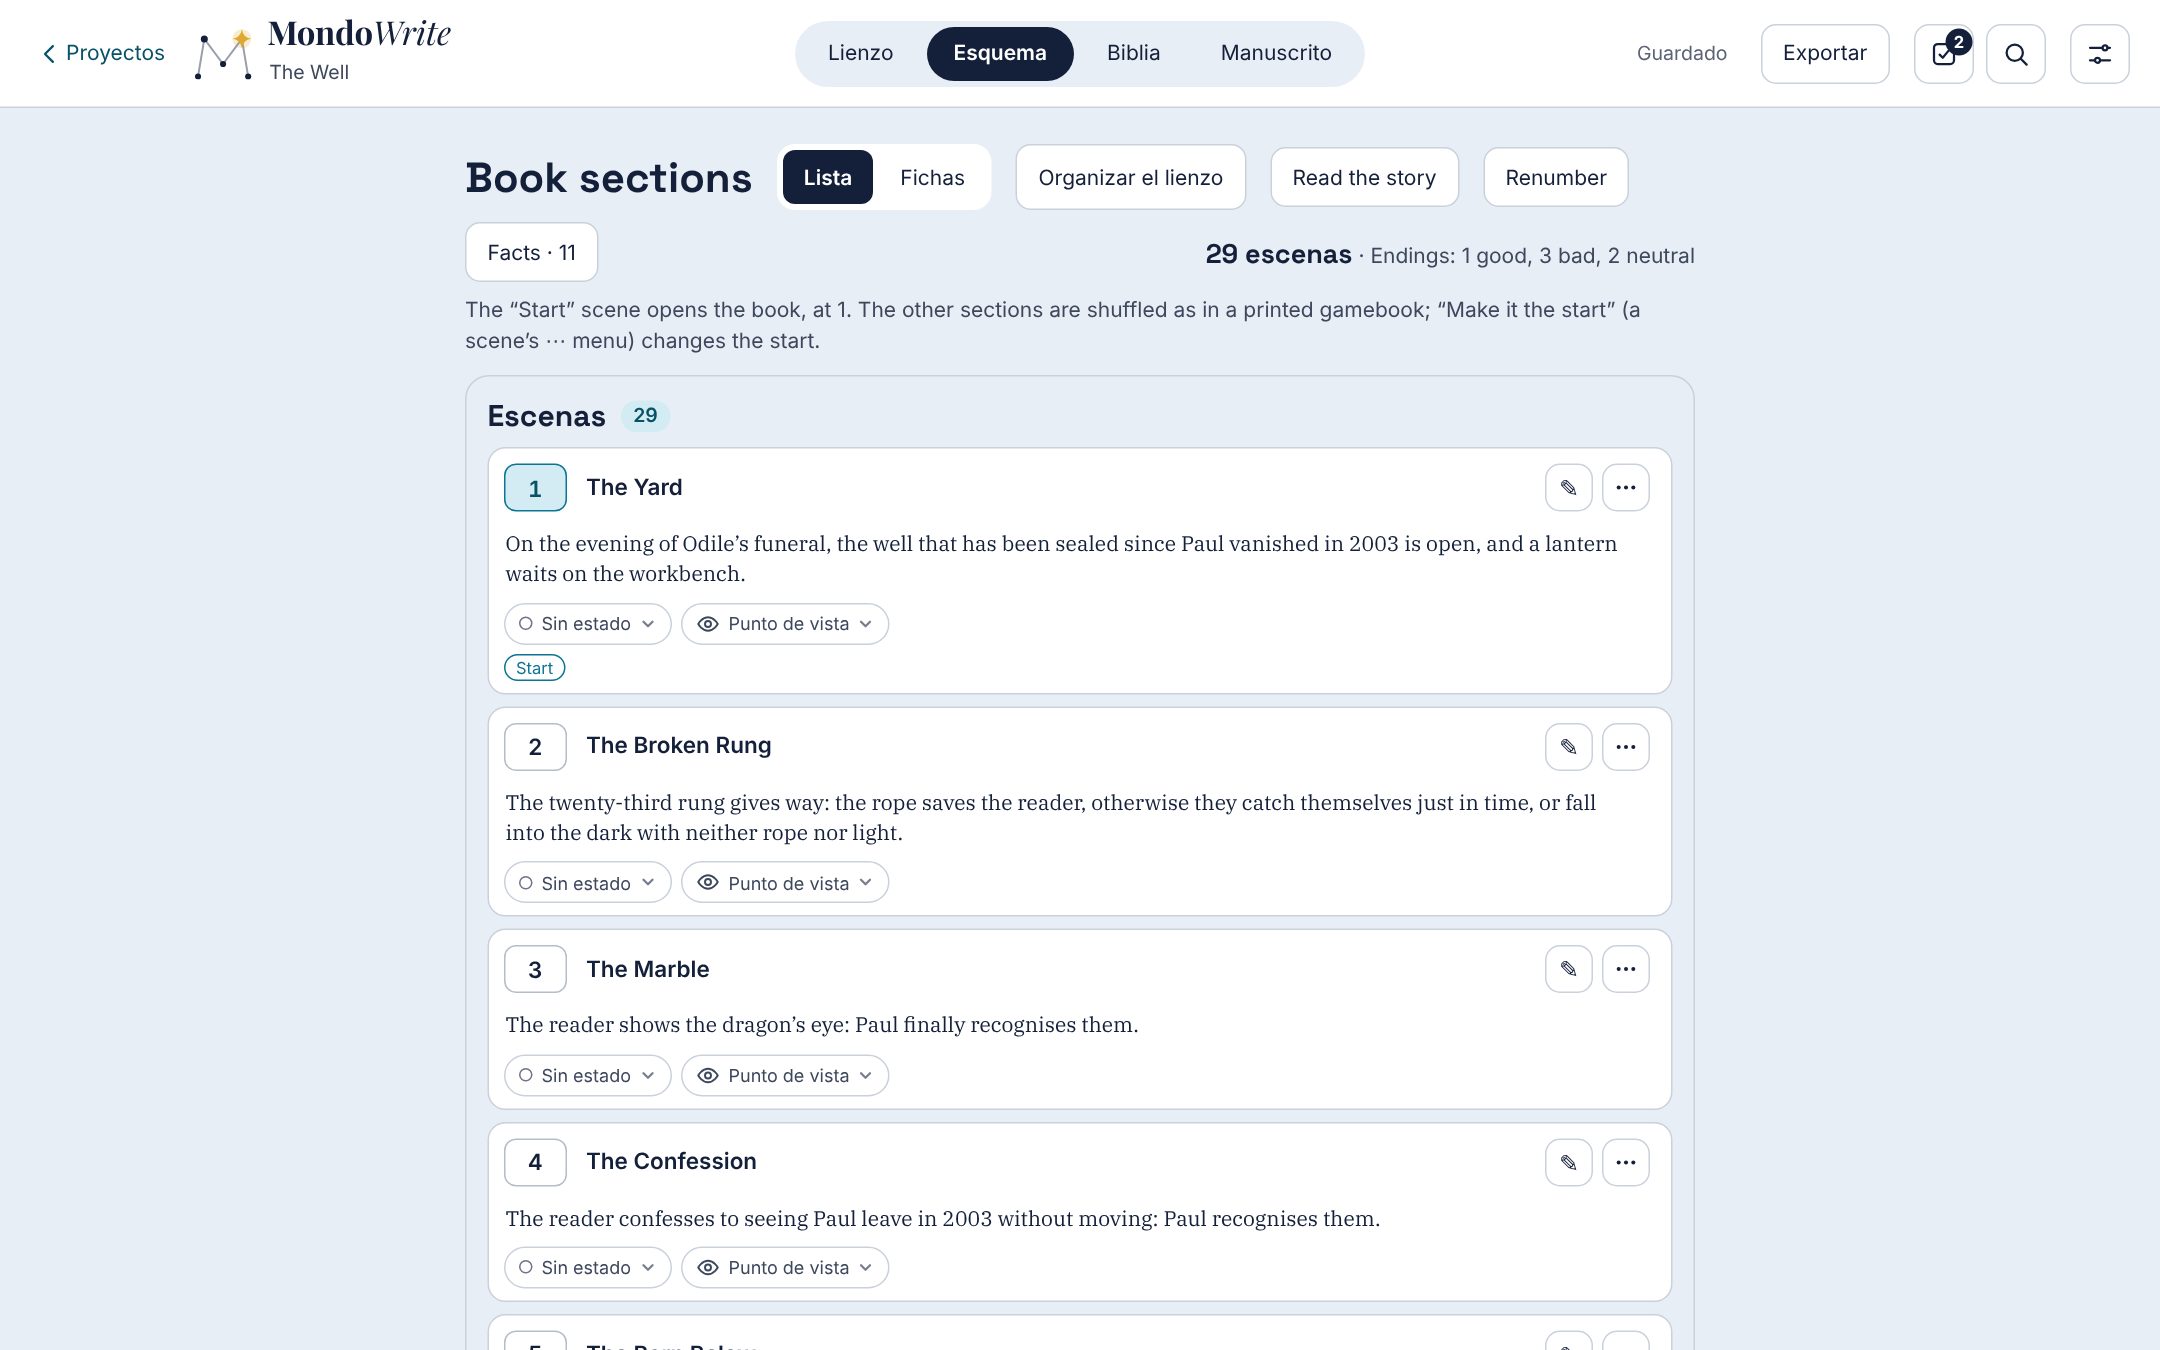 Proyectos
MondoWrite
The Well
Lienzo
Esquema
Biblia
Manuscrito
Guardado
Exportar
2
Book sections
Lista
Fichas
Organizar el lienzo
Read the story
Renumber
Facts · 11
29 escenas · Endings: 1 good, 3 bad, 2 neutral
The “Start” scene opens the book, at 1. The other sections are shuffled as in a printed gamebook; “Make it the start” (a
scene’s ··· menu) changes the start.
Escenas 29
1 The Yard
On the evening of Odile’s funeral, the well that has been sealed since Paul vanished in 2003 is open, and a lantern
waits on the workbench.
Sin estado
Punto de vista
Start
2 The Broken Rung
The twenty-third rung gives way: the rope saves the reader, otherwise they catch themselves just in time, or fall
into the dark with neither rope nor light.
Sin estado
Punto de vista
3 The Marble
The reader shows the dragon’s eye: Paul finally recognises them.
Sin estado
Punto de vista
4 The Confession
The reader confesses to seeing Paul leave in 2003 without moving: Paul recognises them.
Sin estado
Punto de vista